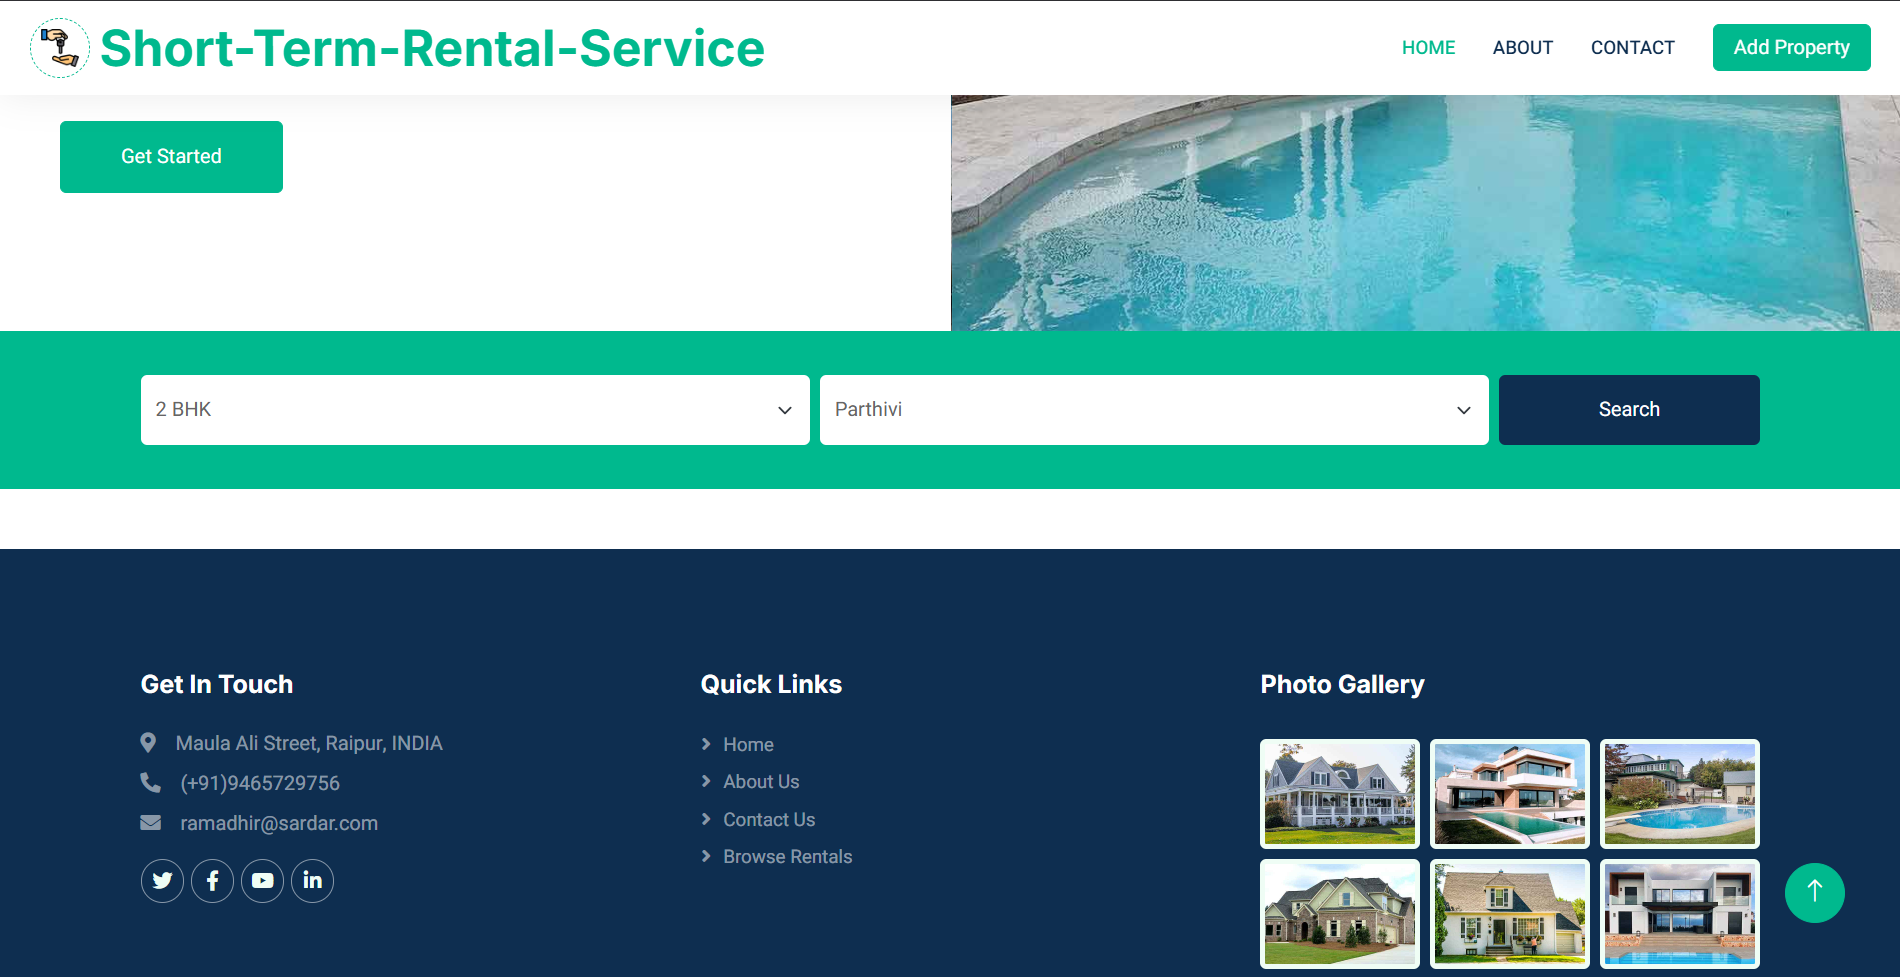 Short-Term-Rental-Service
HOME
ABOUT
CONTACT
Add Property
Get Started
2 BHK
Parthivi
Search
Get In Touch
Maula Ali Street, Raipur, INDIA
(+91)9465729756
ramadhir@sardar.com
Quick Links
Home
About Us
Contact Us
Browse Rentals
Photo Gallery